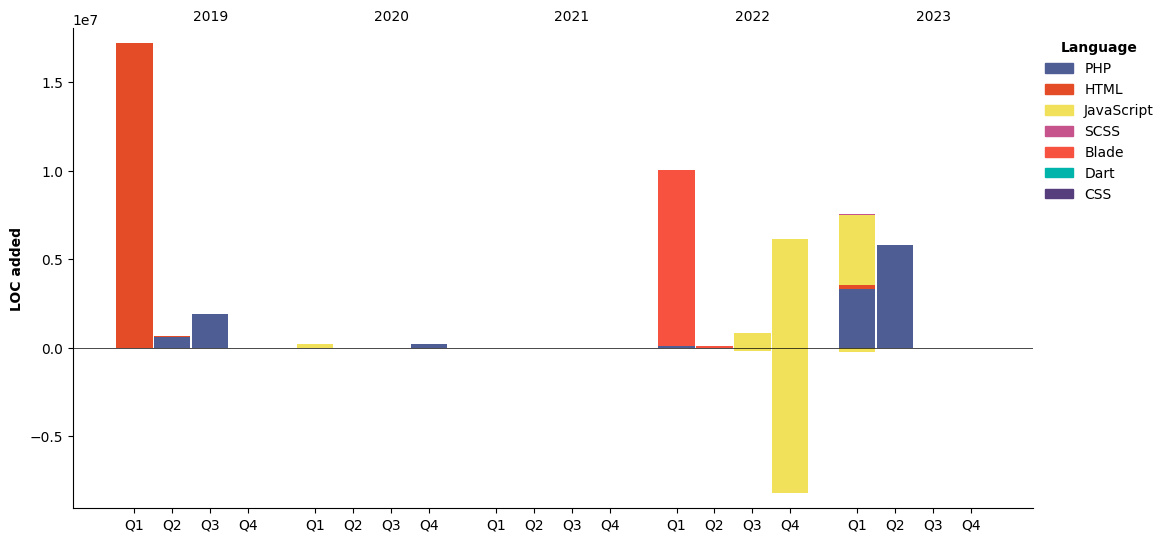 1e7
2019 2020 2021 2022 2023
Language
PHP
HTML
JavaScript
SCSS
Blade
Dart
CSS
LOC added
1.5
1.0
0.5
0.0
−0.5
Q1 Q2 Q3 Q4 Q1 Q2 Q3 Q4 Q1 Q2 Q3 Q4 Q1 Q2 Q3 Q4 Q1 Q2 Q3 Q4